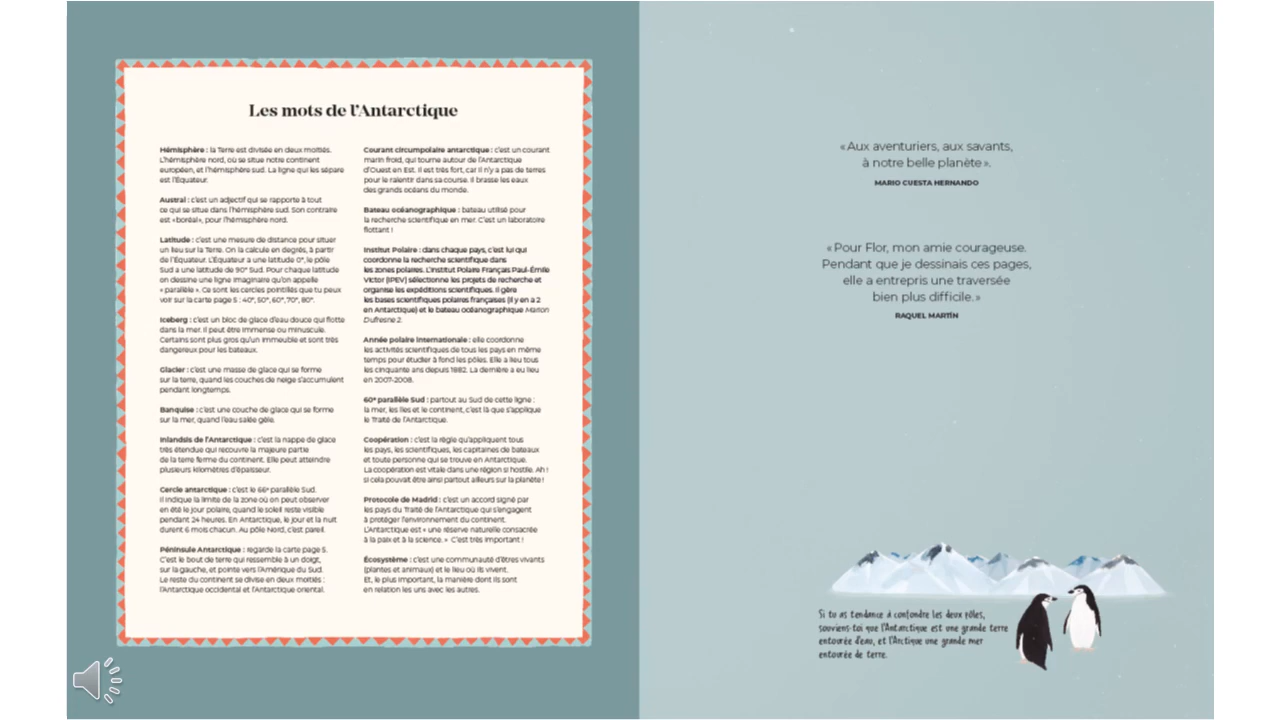 Les mots de l'Antarctique
Hémisphère : la Terre est divisée en deux moitiés.
L'hémisphère nord, où se situe notre continent
européen, et l'hémisphère sud. La ligne qui les sépare
est l'Équateur.
Austral : c'est un adjectif qui se rapporte à tout
ce qui se situe dans l'hémisphère sud. Son contraire
est «boréal», pour l'hémisphère nord.
Latitude : c'est une mesure de distance pour situer
un lieu sur la Terre. On la calcule en degrés, à partir
de l'Équateur. L'Équateur a une latitude 0°, le pôle
Sud a une latitude de 90° Sud. Pour chaque latitude
on dessine une ligne imaginaire qu'on appelle
« parallèle ». Ce sont les cercles pointillés que tu peux
voir sur la carte page 5 : 40°, 50°, 60°, 70°, 80°.
Iceberg : c'est un bloc de glace d'eau douce qui flotte
dans la mer. Il peut être immense ou minuscule.
Certains sont plus gros qu'un immeuble et sont très
dangereux pour les bateaux.
Glacier : c'est une masse de glace qui se forme
sur la terre, quand les couches de neige s'accumulent
pendant longtemps.
Banquise : c'est une couche de glace qui se forme
sur la mer, quand l'eau salée gèle.
Inlandsis de l'Antarctique : c'est la nappe de glace
très étendue qui recouvre la majeure partie
de la terre ferme du continent. Elle peut atteindre
plusieurs kilomètres d'épaisseur.
Cercle antarctique : c'est le 66e parallèle Sud.
Il indique la limite de la zone où on peut observer
en été le jour polaire, quand le soleil reste visible
pendant 24 heures. En Antarctique, le jour et la nuit
durent 6 mois chacun. Au pôle Nord, c'est pareil.
Péninsule Antarctique : regarde la carte page 5.
C'est le bout de terre qui ressemble à un doigt,
sur la gauche, et pointe vers l'Amérique du Sud.
Le reste du continent se divise en deux moitiés :
l'Antarctique occidental et l'Antarctique oriental.
Courant circumpolaire antarctique : c'est un courant
marin froid, qui tourne autour de l'Antarctique
d'Ouest en Est. Il est très fort, car il n'y a pas de terres
pour le ralentir dans sa course. Il brasse les eaux
des grands océans du monde.
Bateau océanographique : bateau utilisé pour
la recherche scientifique en mer. C'est un laboratoire
flottant !
Institut Polaire : dans chaque pays, c'est lui qui
coordonne la recherche scientifique dans
les zones polaires. L'Institut Polaire Français Paul-Émile
Victor (IPEV) sélectionne les projets de recherche et
organise les expéditions scientifiques. Il gère
les bases scientifiques polaires françaises (il y en a 2
en Antarctique) et le bateau océanographique Marion
Dufresne 2.
Année polaire internationale : elle coordonne
les activités scientifiques de tous les pays en même
temps pour étudier à fond les pôles. Elle a lieu tous
les cinquante ans depuis 1882. La dernière a eu lieu
en 2007-2008.
60e parallèle Sud : partout au Sud de cette ligne :
la mer, les îles et le continent, c'est là que s'applique
le Traité de l'Antarctique.
Coopération : c'est la règle qu'appliquent tous
les pays, les scientifiques, les capitaines de bateaux
et toute personne qui se trouve en Antarctique.
La coopération est vitale dans une région si hostile. Ah !
si cela pouvait être ainsi partout ailleurs sur la planète !
Protocole de Madrid : c'est un accord signé par
les pays du Traité de l'Antarctique qui s'engagent
à protéger l'environnement du continent.
L'Antarctique est « une réserve naturelle consacrée
à la paix et à la science. » C'est très important !
Écosystème : c'est une communauté d'êtres vivants
(plantes et animaux) et le lieu où ils vivent.
Et, le plus important, la manière dont ils sont
en relation les uns avec les autres.
«Aux aventuriers, aux savants,
à notre belle planète».
MARIO CUESTA HERNANDO
«Pour Flor, mon amie courageuse.
Pendant que je dessinais ces pages,
elle a entrepris une traversée
bien plus difficile.»
RAQUEL MARTÍN
Si tu as tendance à confondre les deux pôles,
souviens-toi que l'Antarctique est une grande terre
entourée d'eau, et l'Arctique une grande mer
entourée de terre.